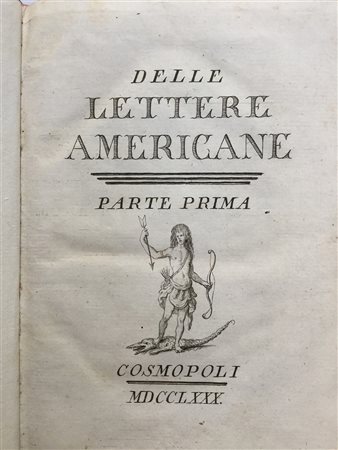 DELLE
LETTERE
AMERICANE
PARTE PRIMA
COSMOPOLI
MDCCLXXX.